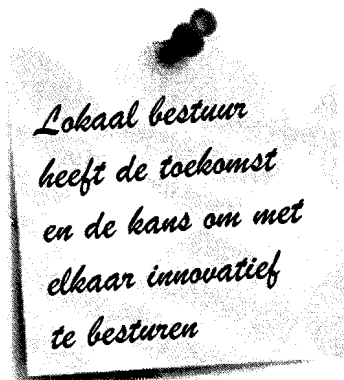 Lokaal bestuur
heeft de toekomst
en de kans om met
elkaar innovatief
te besturen